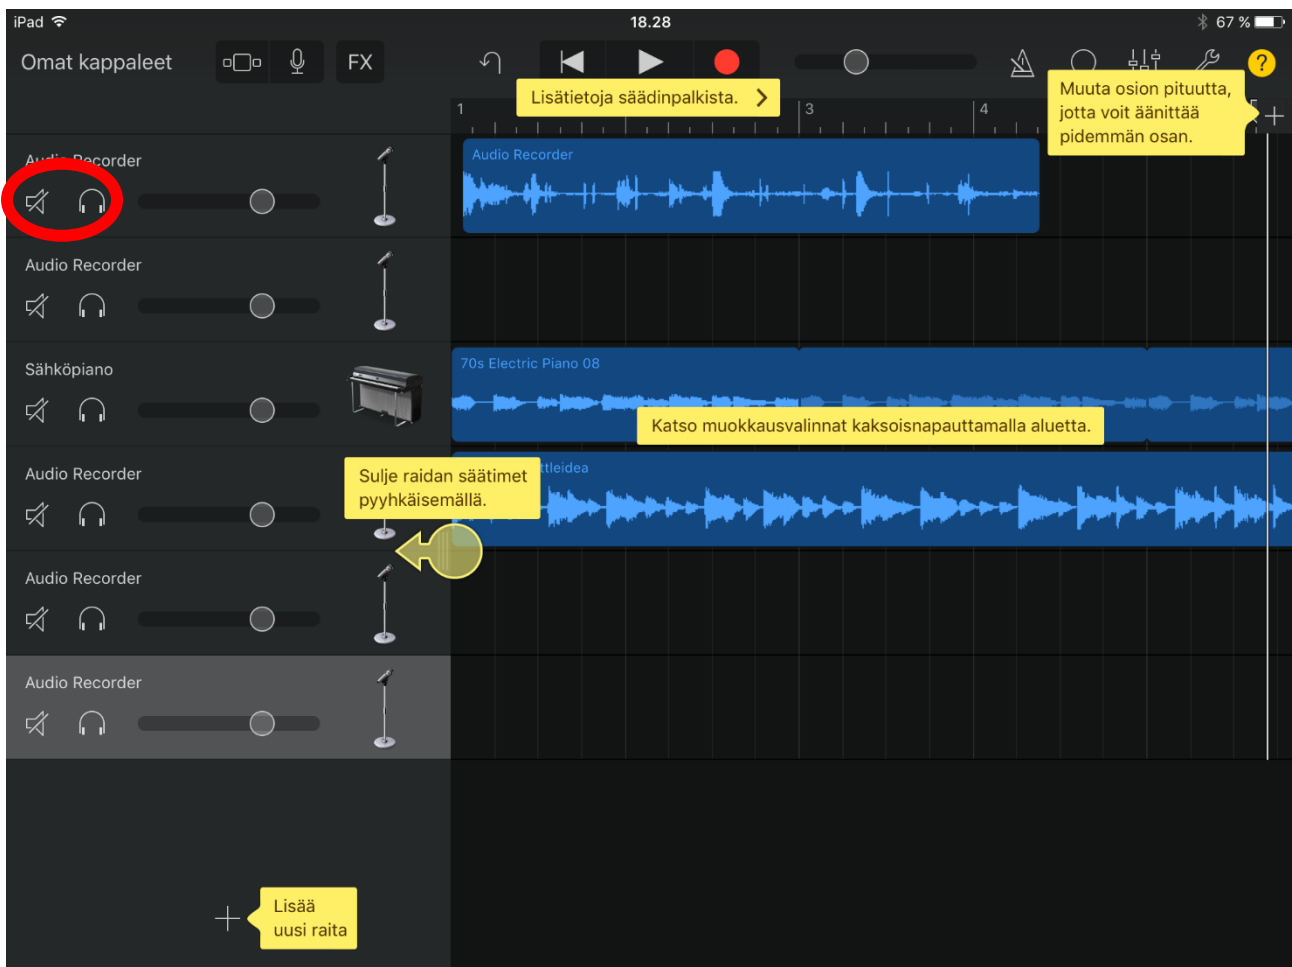 iPad 18.28 67 %
Omat kappaleet FX ?
Lisätietoja säädinpalkista.
Muuta osion pituutta,
jotta voit äänittää
pidemmän osan.
1 3 4
Audio Recorder
Audio Recorder
Audio Recorder
Sähköpiano
70s Electric Piano 08
Katso muokkausvalinnat kaksoisnapauttamalla aluetta.
Audio Recorder
Sulje raidan säätimet
pyyhkäisemällä.
Audio Recorder
Audio Recorder
Lisää
uusi raita